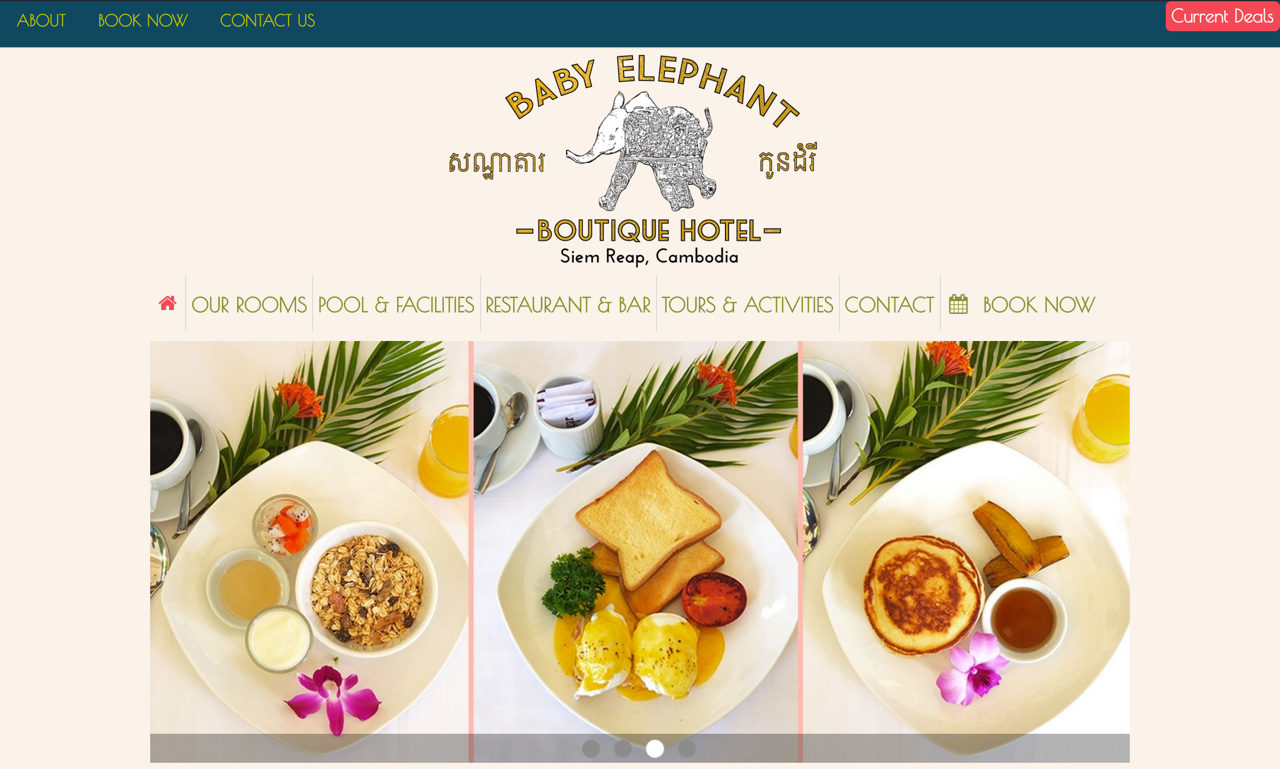 ABOUT BOOK NOW CONTACT US Current Deals
BABY ELEPHANT
សណ្ឋាគារ កូនដំរី
BOUTIQUE HOTEL
Siem Reap, Cambodia
OUR ROOMS POOL & FACILITIES RESTAURANT & BAR TOURS & ACTIVITIES CONTACT BOOK NOW